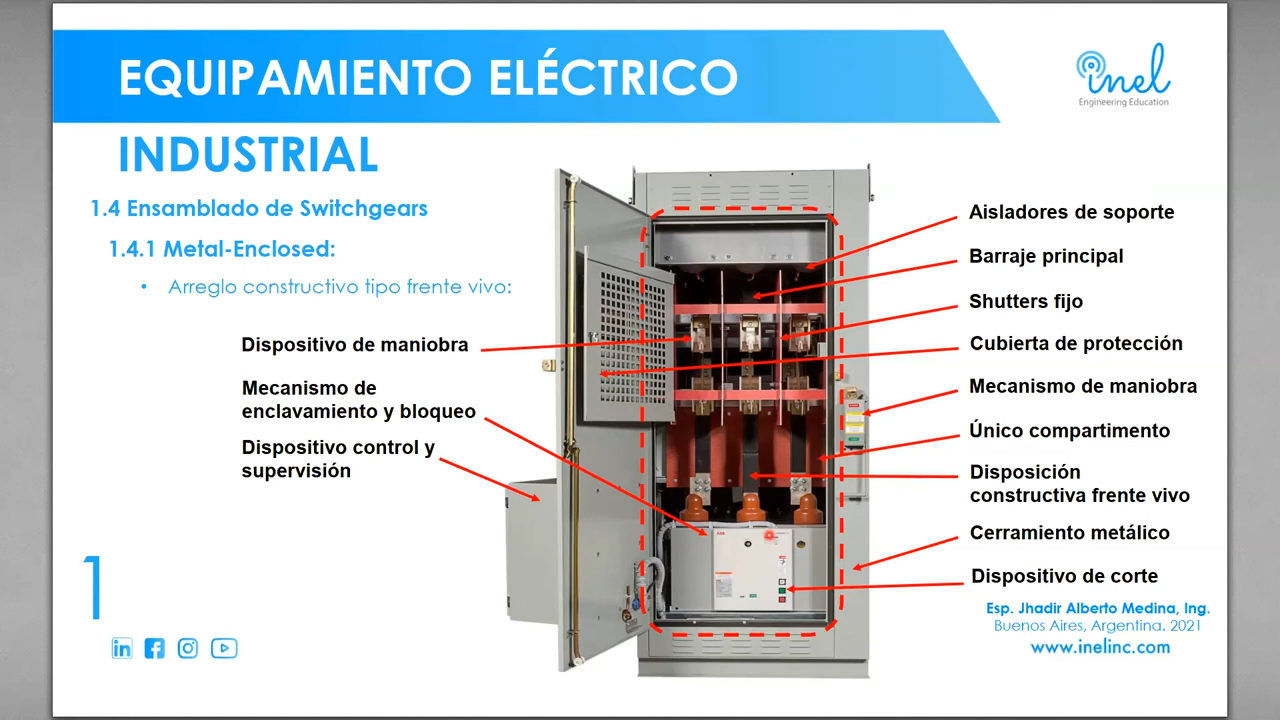 EQUIPAMIENTO ELÉCTRICO
inel
Engineering Education
INDUSTRIAL
1.4 Ensamblado de Switchgears
1.4.1 Metal-Enclosed:
• Arreglo constructivo tipo frente vivo:
Dispositivo de maniobra
Mecanismo de
enclavamiento y bloqueo
Dispositivo control y
supervisión
Aisladores de soporte
Barraje principal
Shutters fijo
Cubierta de protección
Mecanismo de maniobra
Único compartimento
Disposición
constructiva frente vivo
Cerramiento metálico
Dispositivo de corte
ABB
1
Esp. Jhadir Alberto Medina, Ing.
Buenos Aires, Argentina. 2021
www.inelinc.com